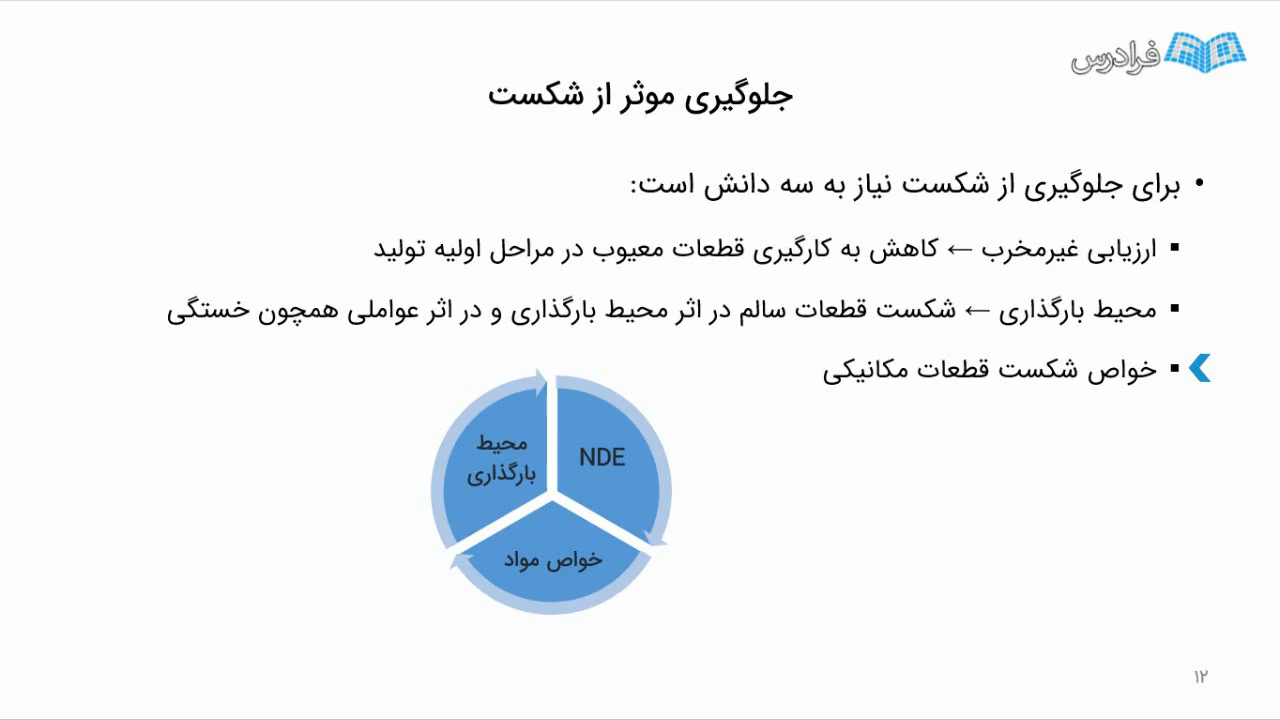 فرادرس
جلوگیری موثر از شکست
• برای جلوگیری از شکست نیاز به سه دانش است:
▪ ارزیابی غیرمخرب ← کاهش به کارگیری قطعات معیوب در مراحل اولیه تولید
▪ محیط بارگذاری ← شکست قطعات سالم در اثر محیط بارگذاری و در اثر عواملی همچون خستگی
▪ خواص شکست قطعات مکانیکی
NDE
محیط
بارگذاری
خواص مواد
۱۲